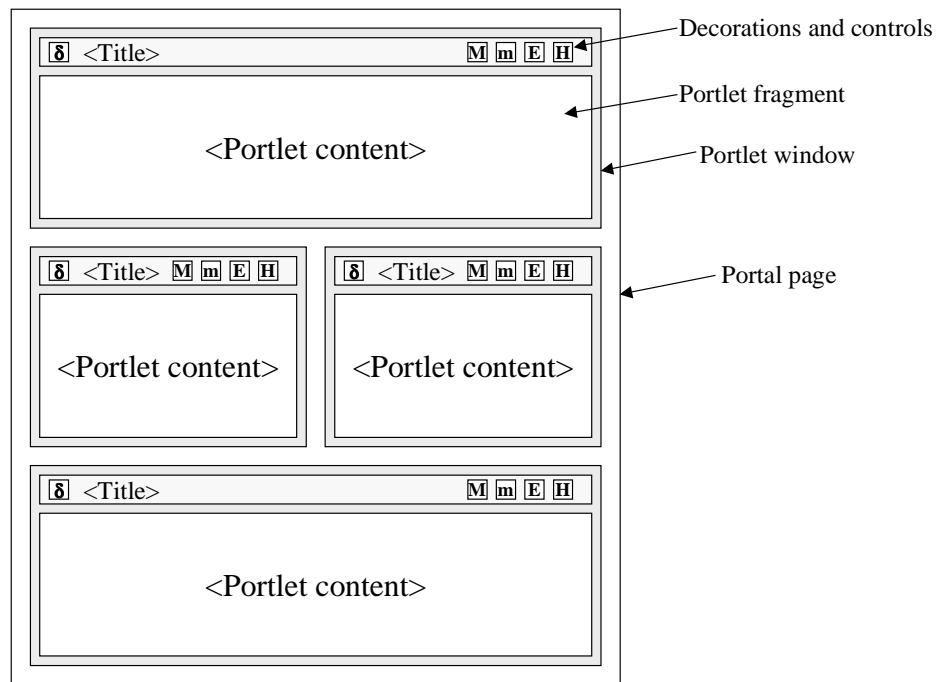 δ <Title> M m E H
Decorations and controls
Portlet fragment
<Portlet content>
Portlet window
δ <Title> M m E H
δ <Title> M m E H
Portal page
<Portlet content>
<Portlet content>
δ <Title> M m E H
<Portlet content>